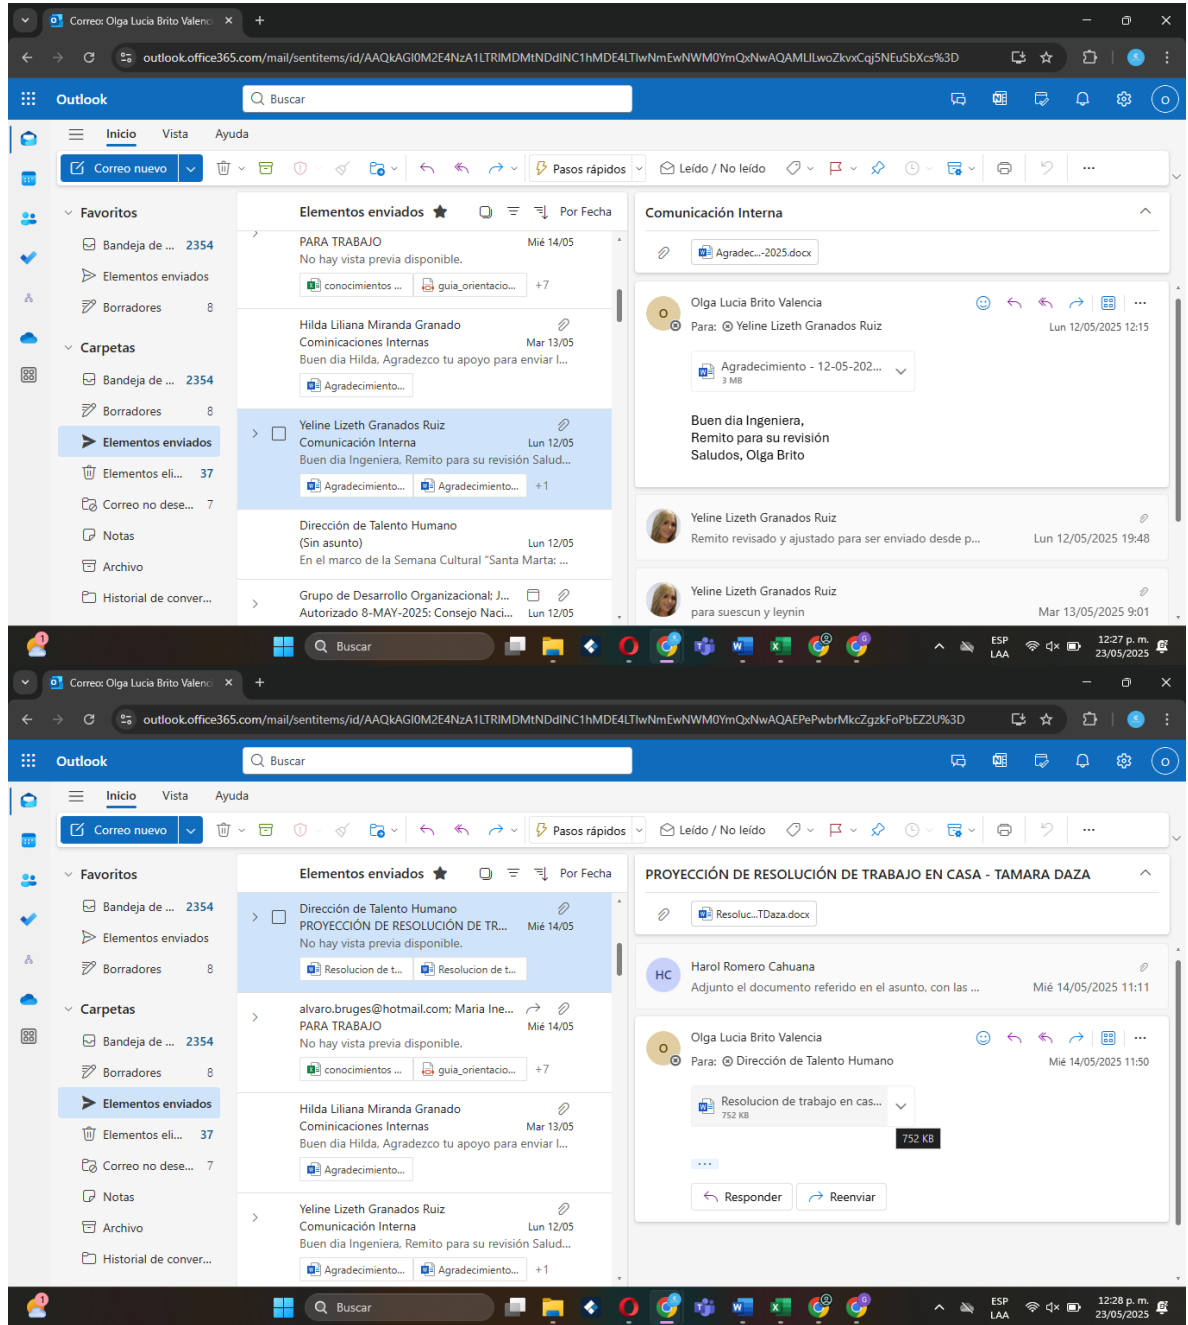 Correo: Olga Lucia Brito Valenci
outlook.office365.com/mail/sentitems/id/AAQkAGI0M2E4NzA1LTRlMDMtNDdlNC1hMDE4LTIwNmEwNWM0YmQxNwAQAMLILwoZkvxCqj5NEuSbXcs%3D
Outlook
Buscar
Inicio Vista Ayuda
Correo nuevo
Pasos rápidos
Leído / No leído
Favoritos
Bandeja de ... 2354
Elementos enviados
Borradores 8
Carpetas
Bandeja de ... 2354
Borradores 8
Elementos enviados
Elementos eli... 37
Correo no dese... 7
Notas
Archivo
Historial de conver...
Elementos enviados
Por Fecha
PARA TRABAJO Mié 14/05
No hay vista previa disponible.
conocimientos ... guia_orientacio... +7
Hilda Liliana Miranda Granado
Cominicaciones Internas Mar 13/05
Buen dia Hilda, Agradezco tu apoyo para enviar l...
Agradecimiento...
Yeline Lizeth Granados Ruiz
Comunicación Interna Lun 12/05
Buen dia Ingeniera, Remito para su revisión Salud...
Agradecimiento... Agradecimiento... +1
Dirección de Talento Humano
(Sin asunto) Lun 12/05
En el marco de la Semana Cultural "Santa Marta: ...
Grupo de Desarrollo Organizacional; J...
Autorizado 8-MAY-2025: Consejo Naci... Lun 12/05
Comunicación Interna
Agradec...-2025.docx
O
Olga Lucia Brito Valencia
Para: Yeline Lizeth Granados Ruiz
Lun 12/05/2025 12:15
Agradecimiento - 12-05-202...
3 MB
Buen dia Ingeniera,
Remito para su revisión
Saludos, Olga Brito
Yeline Lizeth Granados Ruiz
Remito revisado y ajustado para ser enviado desde p... Lun 12/05/2025 19:48
Yeline Lizeth Granados Ruiz
para suescun y leynin Mar 13/05/2025 9:01
1
Buscar
ESP
LAA
12:27 p. m.
23/05/2025
Correo: Olga Lucia Brito Valenci
outlook.office365.com/mail/sentitems/id/AAQkAGI0M2E4NzA1LTRlMDMtNDdlNC1hMDE4LTIwNmEwNWM0YmQxNwAQAEPePwbrMkcZgzkFoPbEZ2U%3D
Outlook
Buscar
O
Inicio Vista Ayuda
Correo nuevo
Pasos rápidos
Leído / No leído
Favoritos
Bandeja de ... 2354
Elementos enviados
Borradores 8
Carpetas
Bandeja de ... 2354
Borradores 8
Elementos enviados
Elementos eli... 37
Correo no dese... 7
Notas
Archivo
Historial de conver...
Elementos enviados
Por Fecha
Dirección de Talento Humano
PROYECCIÓN DE RESOLUCIÓN DE TR... Mié 14/05
No hay vista previa disponible.
Resolucion de t... Resolucion de t...
alvaro.bruges@hotmail.com; Maria Ine...
PARA TRABAJO Mié 14/05
No hay vista previa disponible.
conocimientos ... guia_orientacio... +7
Hilda Liliana Miranda Granado
Cominicaciones Internas Mar 13/05
Buen dia Hilda, Agradezco tu apoyo para enviar l...
Agradecimiento...
Yeline Lizeth Granados Ruiz
Comunicación Interna Lun 12/05
Buen dia Ingeniera, Remito para su revisión Salud...
Agradecimiento... Agradecimiento... +1
PROYECCIÓN DE RESOLUCIÓN DE TRABAJO EN CASA - TAMARA DAZA
Resoluc...TDaza.docx
HC
Harol Romero Cahuana
Adjunto el documento referido en el asunto, con las ... Mié 14/05/2025 11:11
O
Olga Lucia Brito Valencia
Para: Dirección de Talento Humano
Mié 14/05/2025 11:50
Resolucion de trabajo en cas...
752 KB
752 KB
...
Responder
Reenviar
1
Buscar
ESP
LAA
12:28 p. m.
23/05/2025